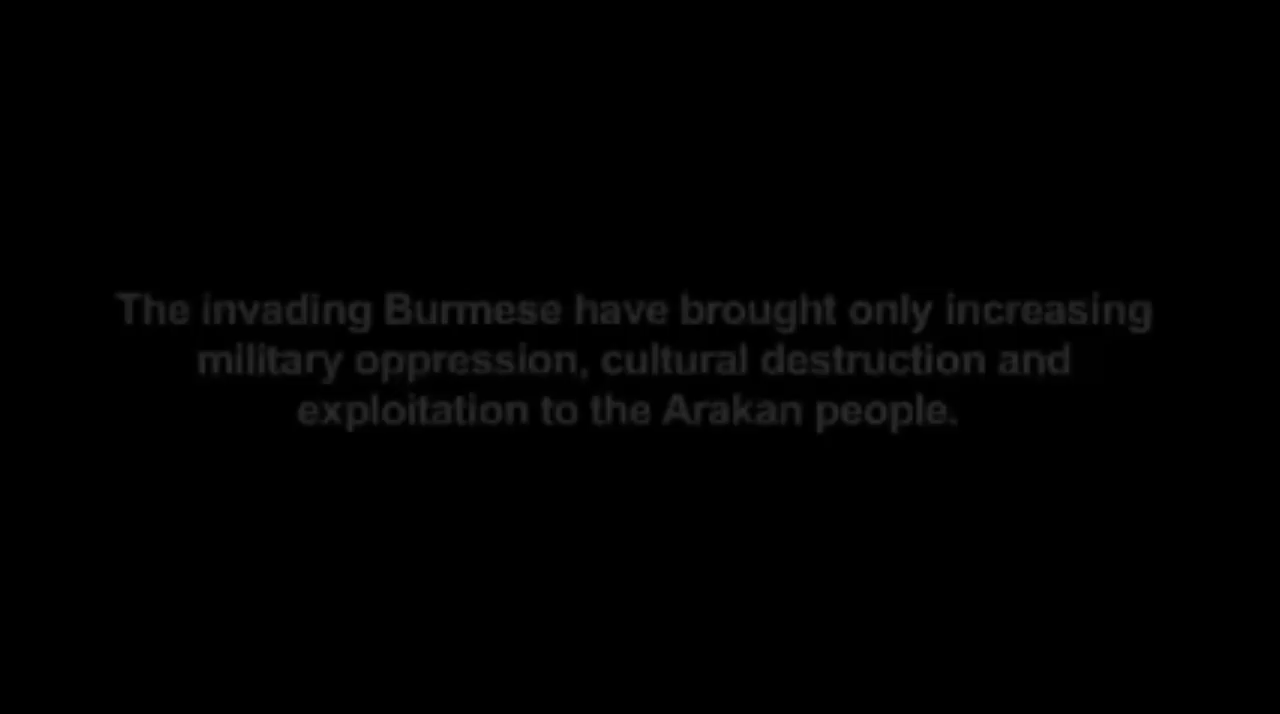 The invading Burmese have brought only increasing
military oppression, cultural destruction and
exploitation to the Arakan people.